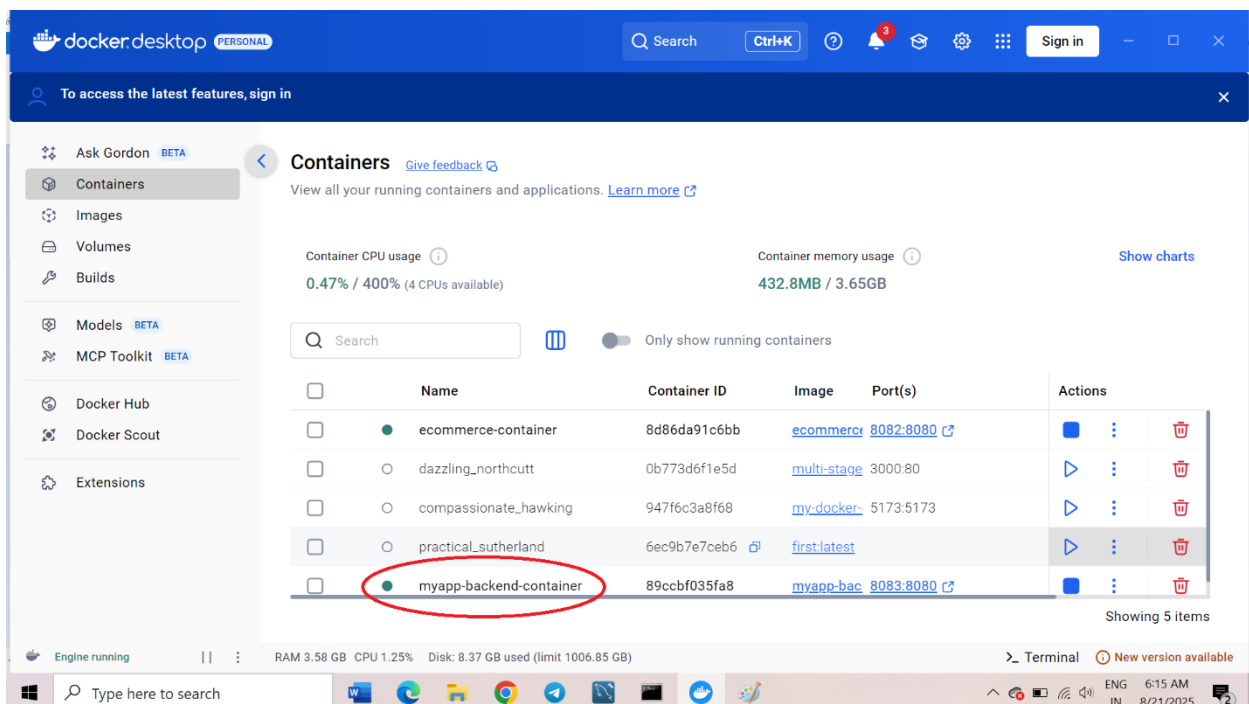 docker.desktop PERSONAL Search Ctrl+K 3 Sign in
To access the latest features, sign in
Ask Gordon BETA
Containers
Images
Volumes
Builds
Models BETA
MCP Toolkit BETA
Docker Hub
Docker Scout
Extensions
Containers Give feedback
View all your running containers and applications. Learn more
Container CPU usage
0.47% / 400% (4 CPUs available)
Container memory usage
432.8MB / 3.65GB
Show charts
Search
Only show running containers
Name Container ID Image Port(s) Actions
ecommerce-container 8d86da91c6bb ecommerce 8082:8080
dazzling_northcutt 0b773d6f1e5d multi-stage 3000:80
compassionate_hawking 947f6c3a8f68 my-docker- 5173:5173
practical_sutherland 6ec9b7e7ceb6 first:latest
myapp-backend-container 89ccbf035fa8 myapp-bac 8083:8080
Showing 5 items
Engine running RAM 3.58 GB CPU 1.25% Disk: 8.37 GB used (limit 1006.85 GB) Terminal New version available
Type here to search ENG 6:15 AM
IN 8/21/2025 2